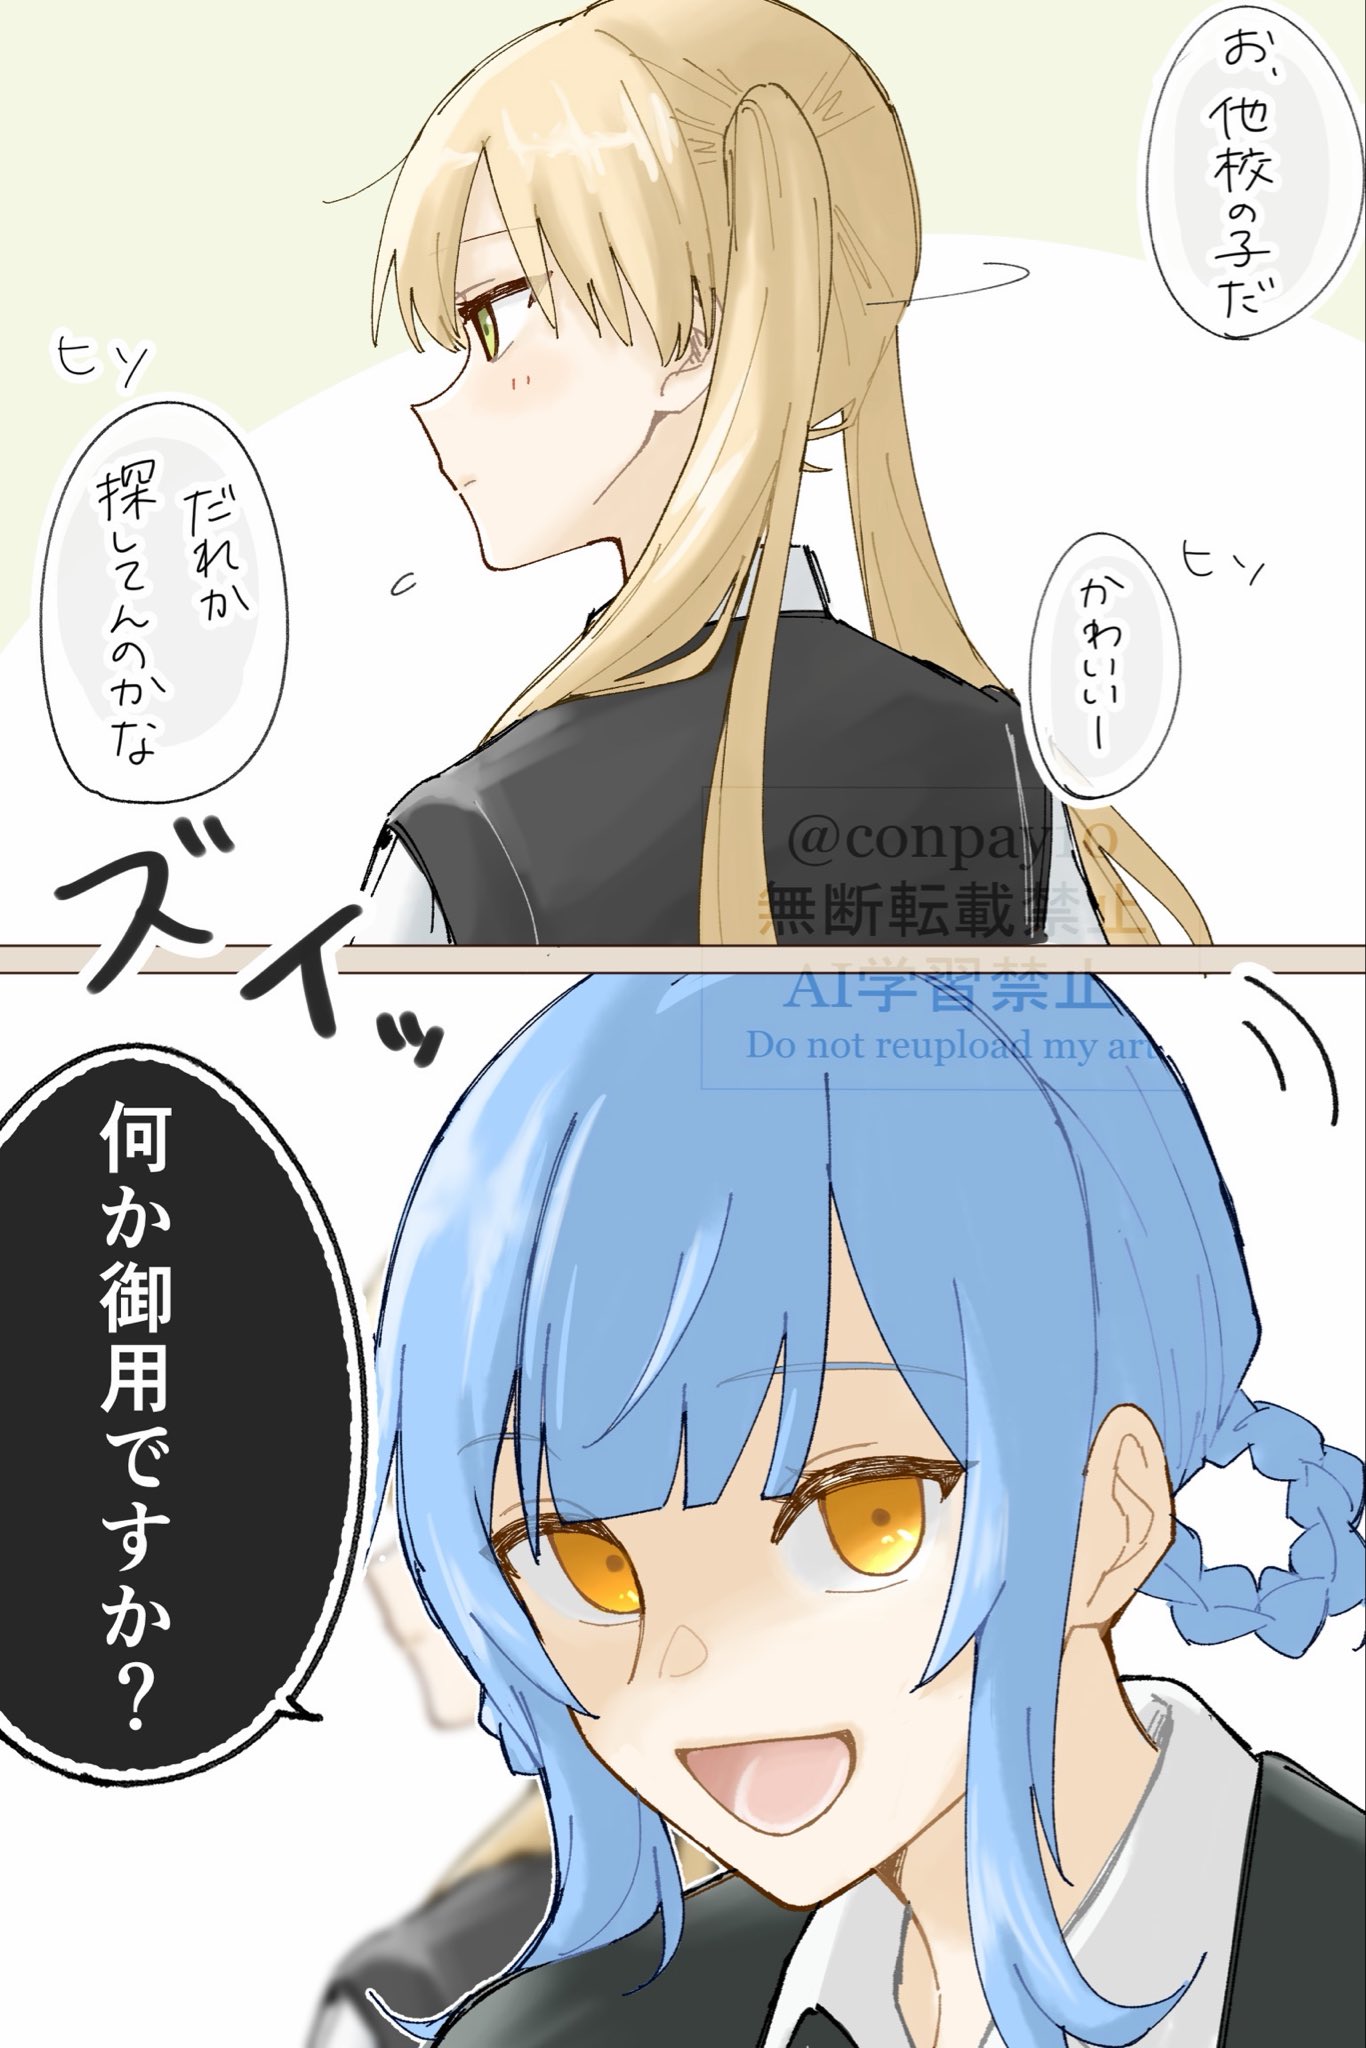 お、他校の子だ
ヒソ
だれか
探してんのかな
ヒソ
かわいいー
@conpay1o
無断転載禁止
AI学習禁止
Do not reupload my art
ズイッ
何か御用ですか?